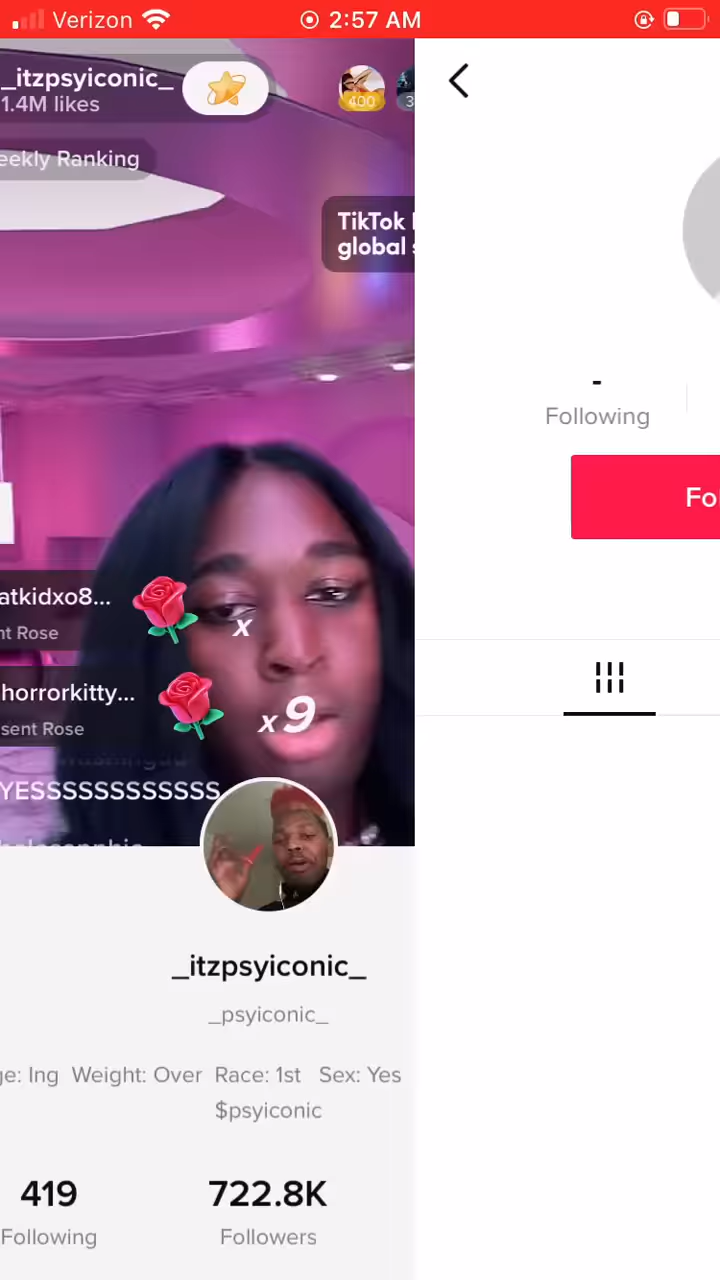 Verizon 2:57 AM
_itzpsyiconic_
1.4M likes
400 3
eekly Ranking
TikTok
global
-
Following
Fo
atkidxo8...
nt Rose
x
horrorkitty...
sent Rose
x9
YESSSSSSSSSSSS
_itzpsyiconic_
_psyiconic_
ge: Ing Weight: Over Race: 1st Sex: Yes
$psyiconic
419 722.8K
Following Followers